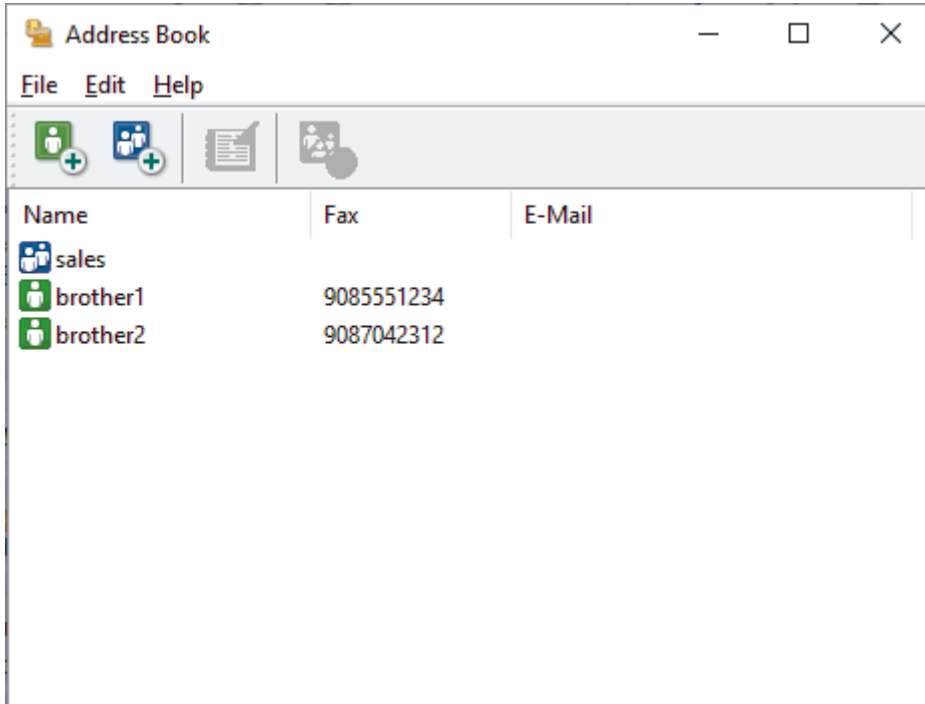 Address Book
File Edit Help
Name Fax E-Mail
sales
brother1 9085551234
brother2 9087042312